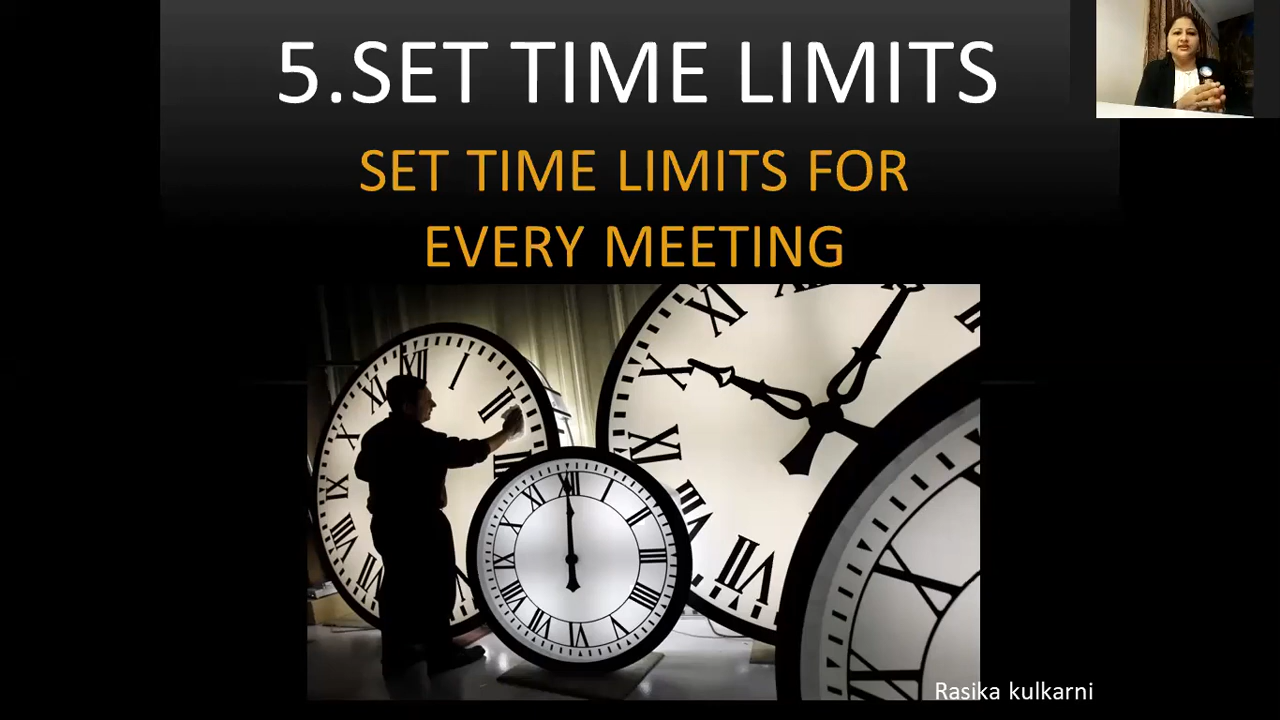 5.SET TIME LIMITS
SET TIME LIMITS FOR
EVERY MEETING
Rasika kulkarni